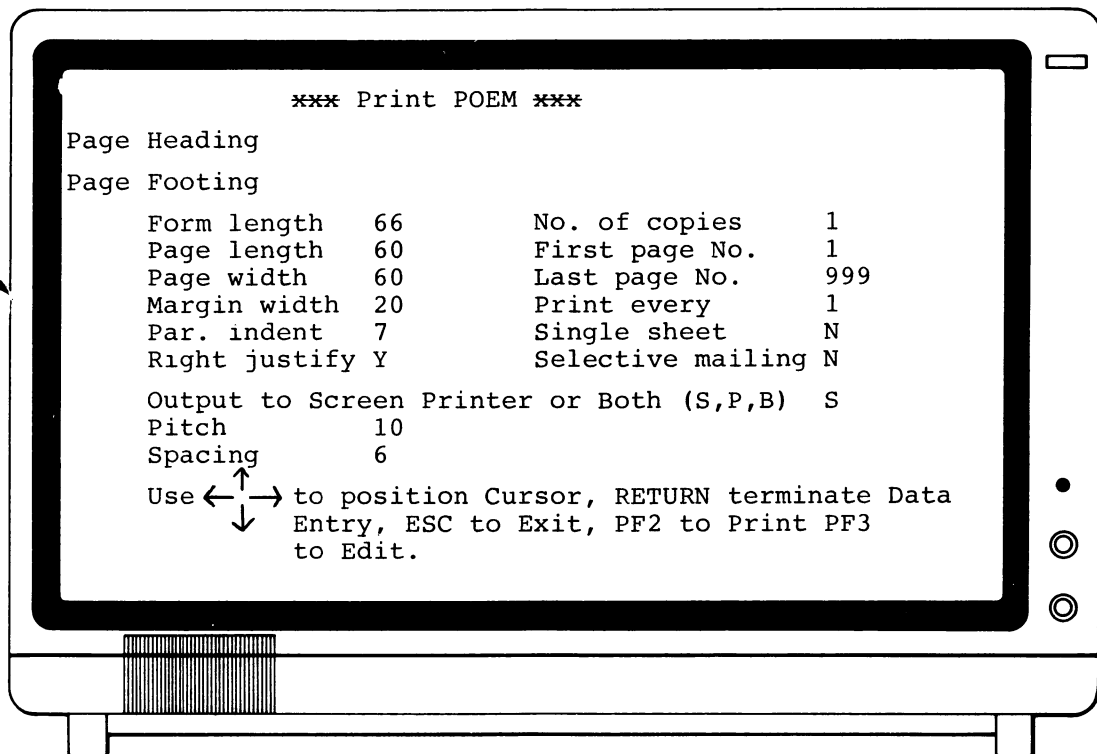 *** Print POEM ***
Page Heading
Page Footing
Form length 66 No. of copies 1
Page length 60 First page No. 1
Page width 60 Last page No. 999
Margin width 20 Print every 1
Par. indent 7 Single sheet N
Right justify Y Selective mailing N
Output to Screen Printer or Both (S,P,B) S
Pitch 10
Spacing 6
Use ←↑↓→ to position Cursor, RETURN terminate Data
Entry, ESC to Exit, PF2 to Print PF3
to Edit.